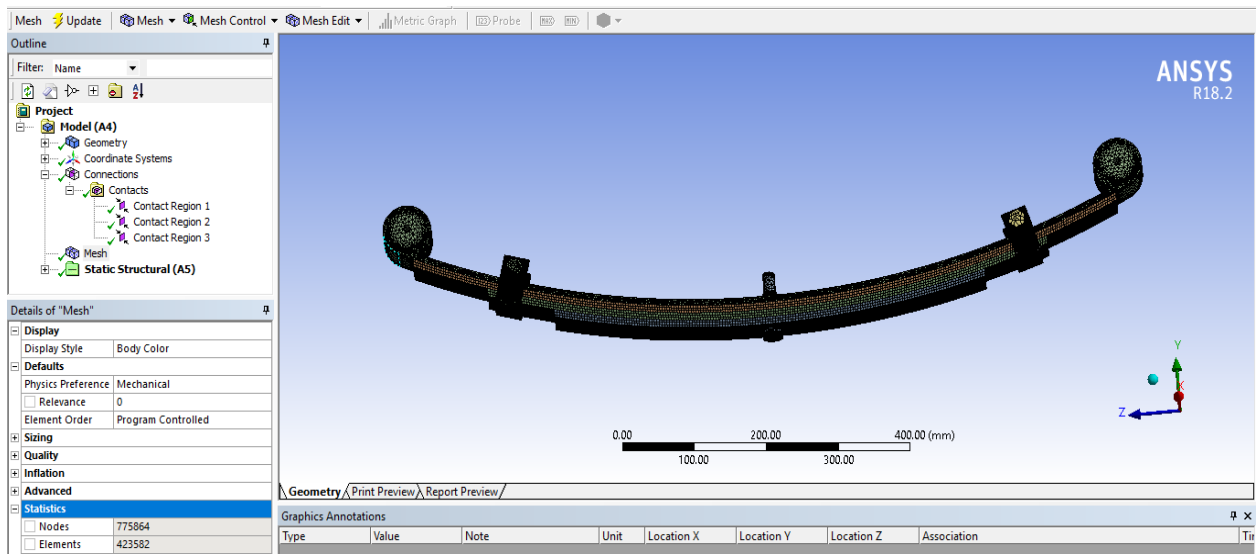 Mesh Update Mesh Mesh Control Mesh Edit Metric Graph Probe MAX MIN
Outline
Filter: Name
Project
Model (A4)
Geometry
Coordinate Systems
Connections
Contacts
Contact Region 1
Contact Region 2
Contact Region 3
Mesh
Static Structural (A5)
Details of "Mesh"
Display
Display Style Body Color
Defaults
Physics Preference Mechanical
Relevance 0
Element Order Program Controlled
Sizing
Quality
Inflation
Advanced
Statistics
Nodes 775864
Elements 423582
ANSYS
R18.2
Y
X
Z
0.00 200.00 400.00 (mm)
100.00 300.00
Geometry Print Preview Report Preview
Graphics Annotations
Type Value Note Unit Location X Location Y Location Z Association